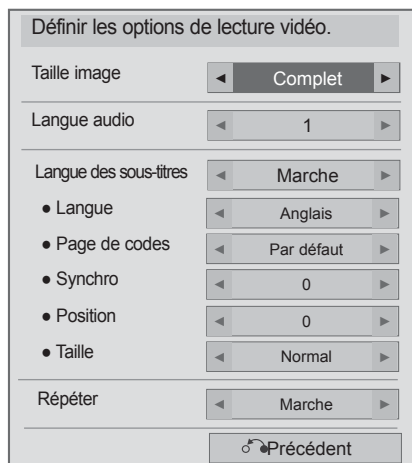 Définir les options de lecture vidéo.
Taille image ◄ Complet ►
Langue audio ◄ 1 ►
Langue des sous-titres ◄ Marche ►
● Langue ◄ Anglais ►
● Page de codes ◄ Par défaut ►
● Synchro ◄ 0 ►
● Position ◄ 0 ►
● Taille ◄ Normal ►
Répéter ◄ Marche ►
Précédent